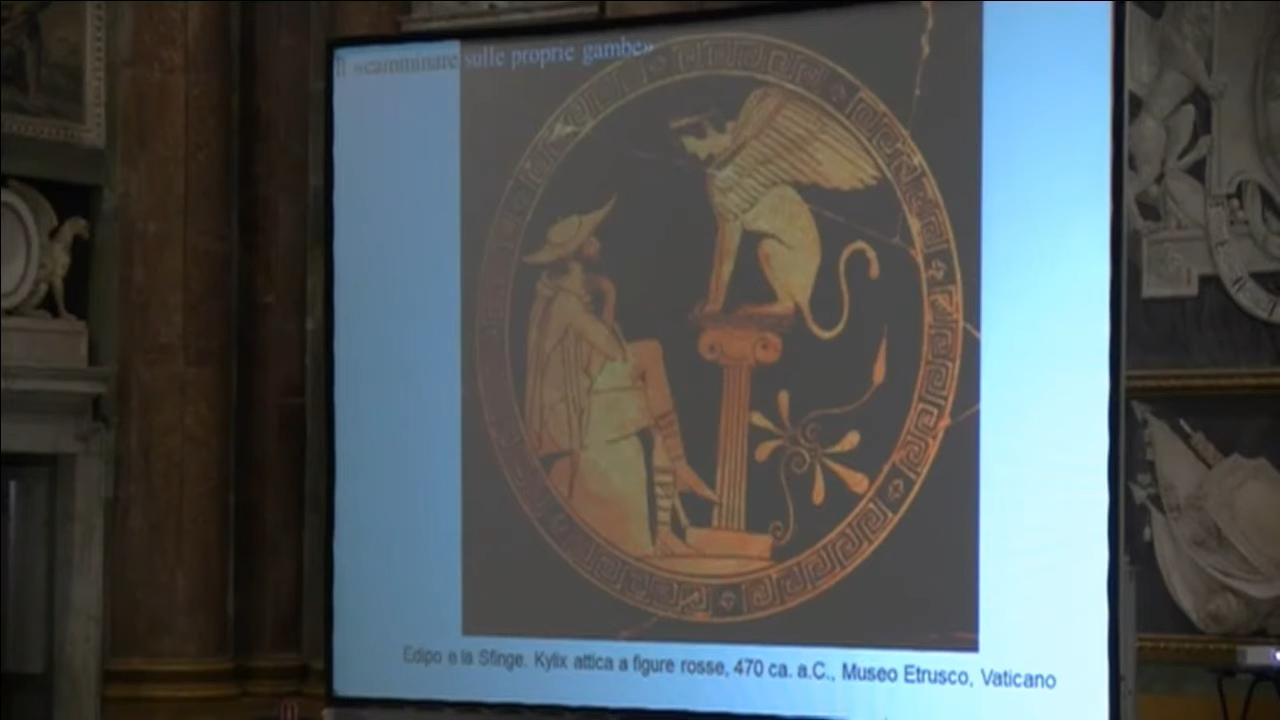 Il «camminare sulle proprie gambe»
Edipo e la Sfinge. Kylix attica a figure rosse, 470 ca. a.C., Museo Etrusco, Vaticano